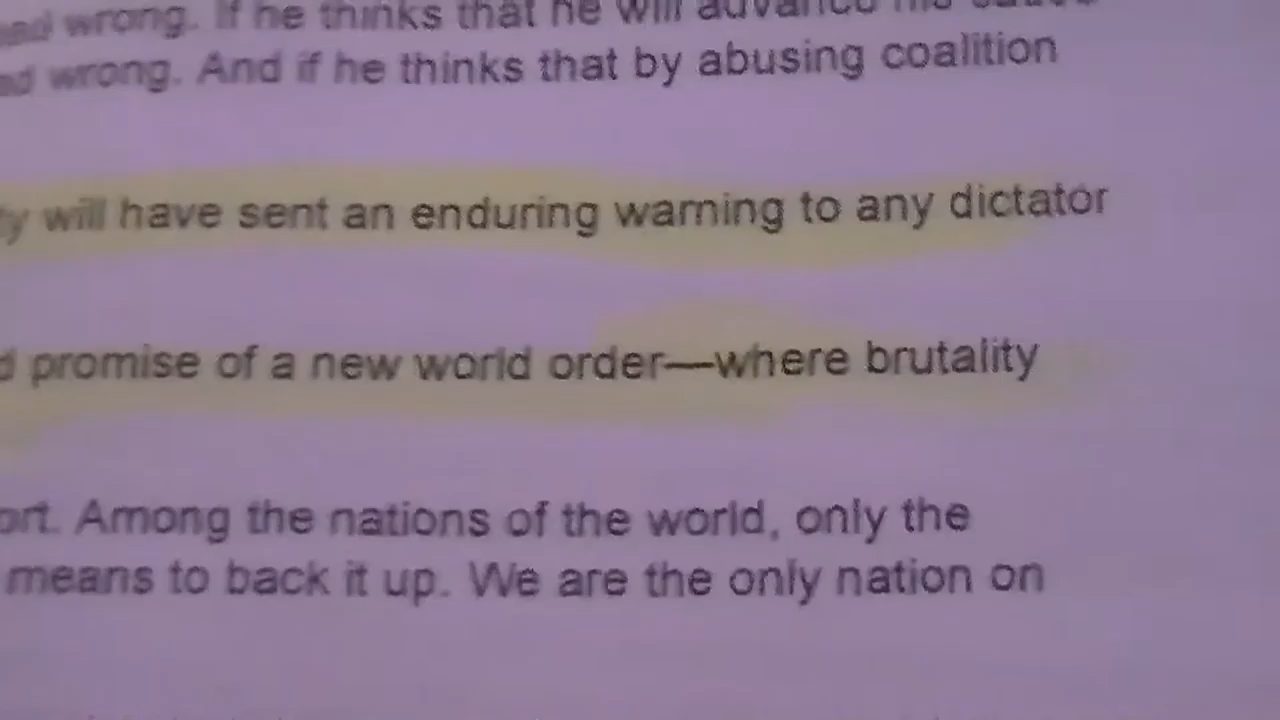 wrong. If he thinks that he will
wrong. And if he thinks that by abusing coalition
will have sent an enduring warning to any dictator
promise of a new world order—where brutality
Among the nations of the world, only the
means to back it up. We are the only nation on